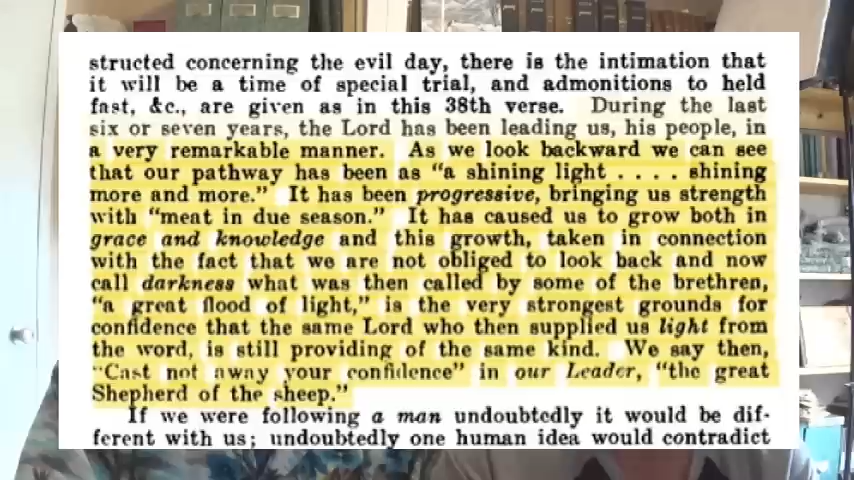 structed concerning the evil day, there is the intimation that
it will be a time of special trial, and admonitions to held
fast, &c., are given as in this 38th verse. During the last
six or seven years, the Lord has been leading us, his people, in
a very remarkable manner. As we look backward we can see
that our pathway has been as "a shining light . . . . shining
more and more." It has been progressive, bringing us strength
with "meat in due season." It has caused us to grow both in
grace and knowledge and this growth, taken in connection
with the fact that we are not obliged to look back and now
call darkness what was then called by some of the brethren,
"a great flood of light," is the very strongest grounds for
confidence that the same Lord who then supplied us light from
the word, is still providing of the same kind. We say then,
"Cast not away your confidence" in our Leader, "the great
Shepherd of the sheep."
If we were following a man undoubtedly it would be dif-
ferent with us; undoubtedly one human idea would contradict